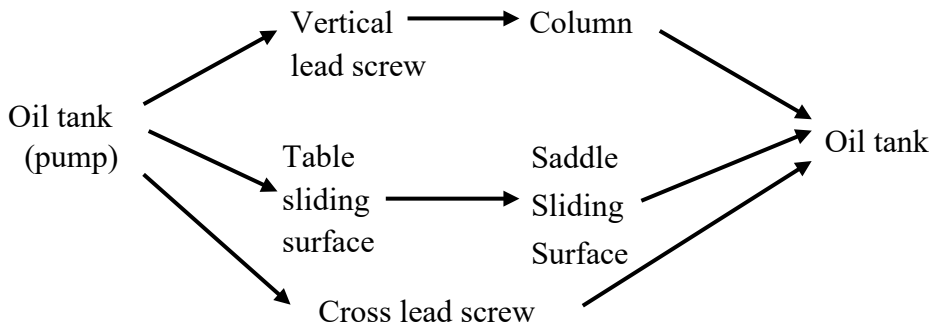 Vertical
lead screw
Column
Oil tank
(pump)
Table
sliding
surface
Saddle
Sliding
Surface
Oil tank
Cross lead screw